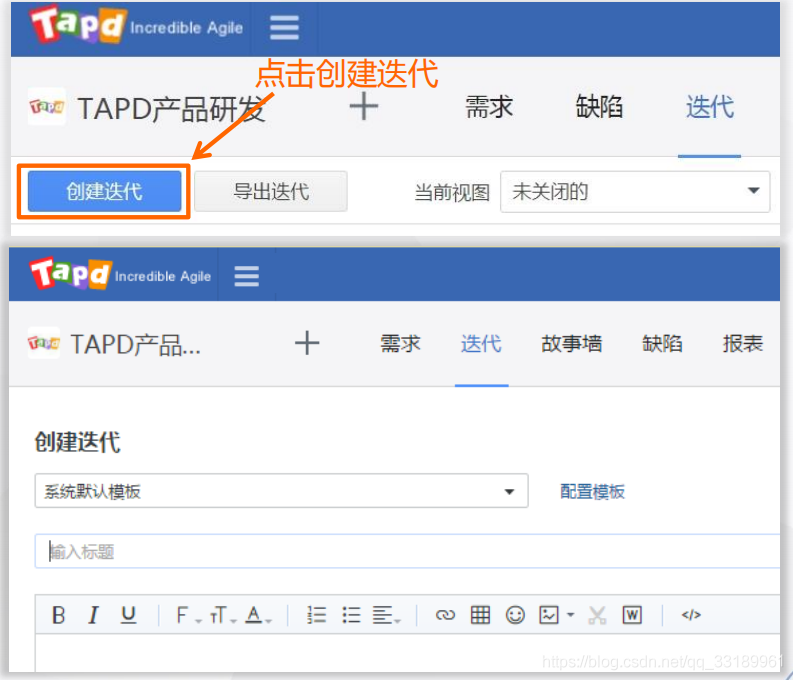 Tapd Incredible Agile
点击创建迭代
Tapd TAPD产品研发 需求 缺陷 迭代
创建迭代 导出迭代 当前视图 未关闭的
Tapd Incredible Agile
Tapd TAPD产品... 需求 迭代 故事墙 缺陷 报表
创建迭代
系统默认模板 配置模板
输入标题
B I U F TT A W </>
https://blog.csdn.net/qq_33189961